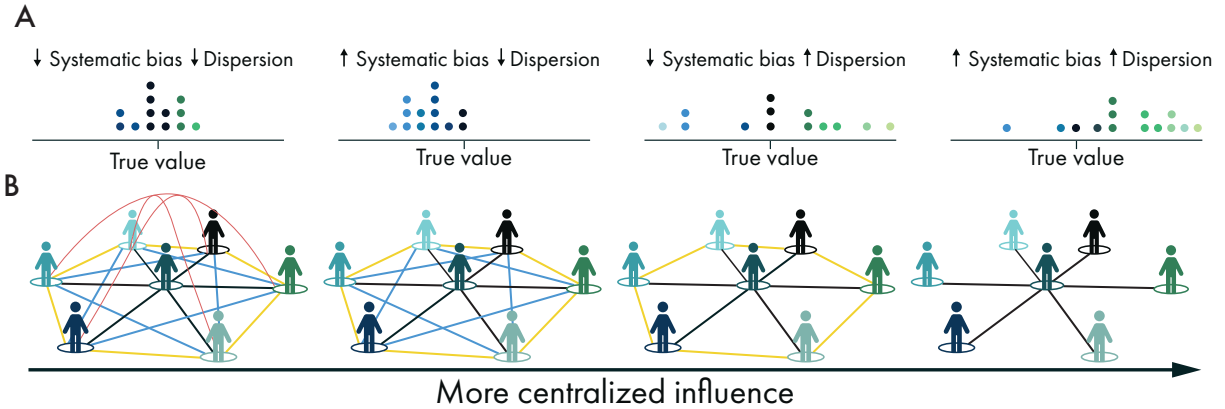 A
↓ Systematic bias ↓ Dispersion
↑ Systematic bias ↓ Dispersion
↓ Systematic bias ↑ Dispersion
↑ Systematic bias ↑ Dispersion
True value
True value
True value
True value
B
More centralized influence